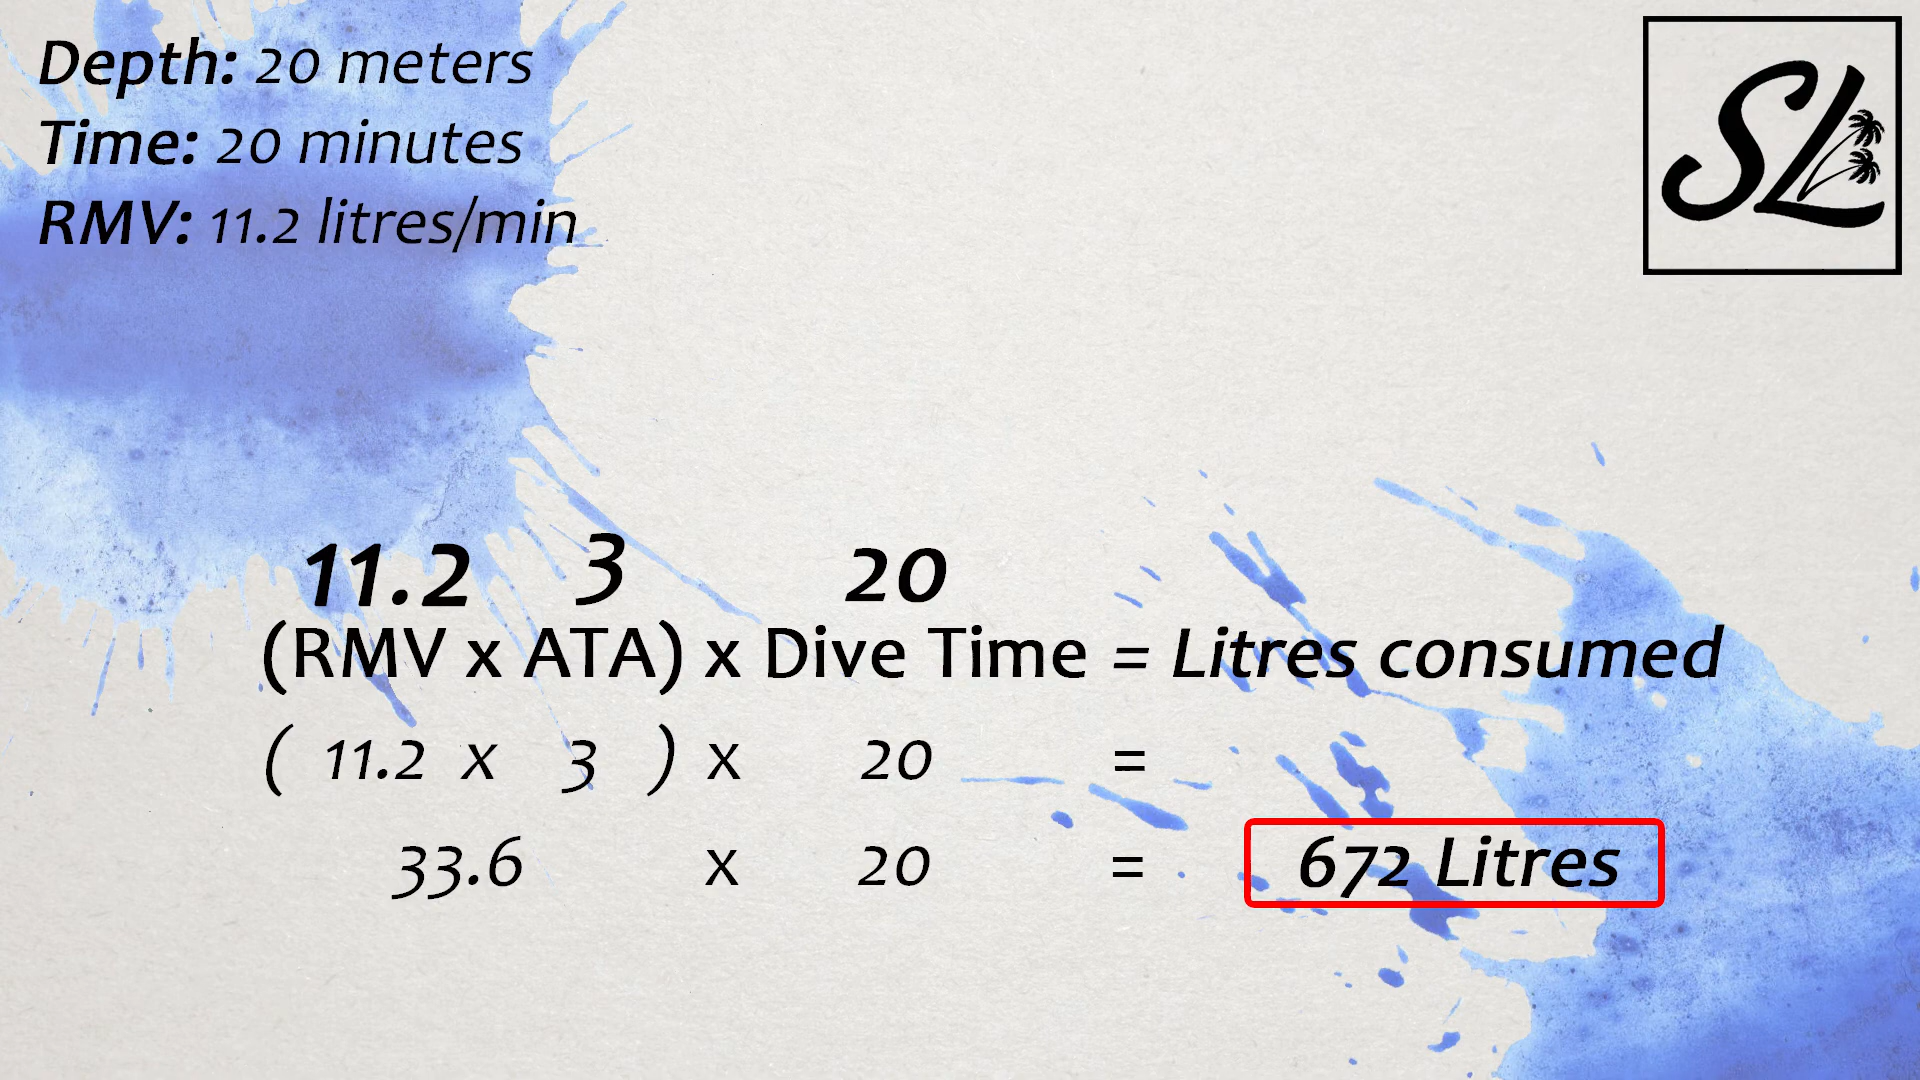 Depth: 20 meters
Time: 20 minutes
RMV: 11.2 litres/min
SL
11.2 3 20
(RMV x ATA) x Dive Time = Litres consumed
( 11.2 x 3 ) x 20 =
33.6 x 20 = 672 Litres